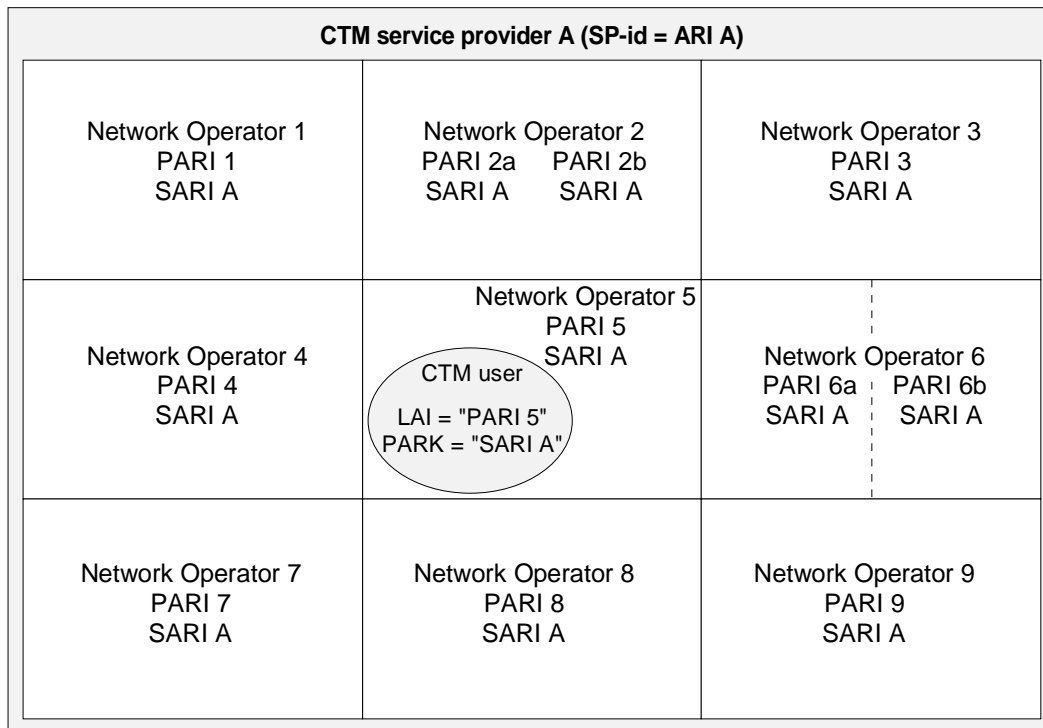 CTM service provider A (SP-id = ARI A)
Network Operator 1
PARI 1
SARI A
Network Operator 2
PARI 2a PARI 2b
SARI A SARI A
Network Operator 3
PARI 3
SARI A
Network Operator 4
PARI 4
SARI A
Network Operator 5
PARI 5
SARI A
CTM user
LAI = "PARI 5"
PARK = "SARI A"
Network Operator 6
PARI 6a PARI 6b
SARI A SARI A
Network Operator 7
PARI 7
SARI A
Network Operator 8
PARI 8
SARI A
Network Operator 9
PARI 9
SARI A